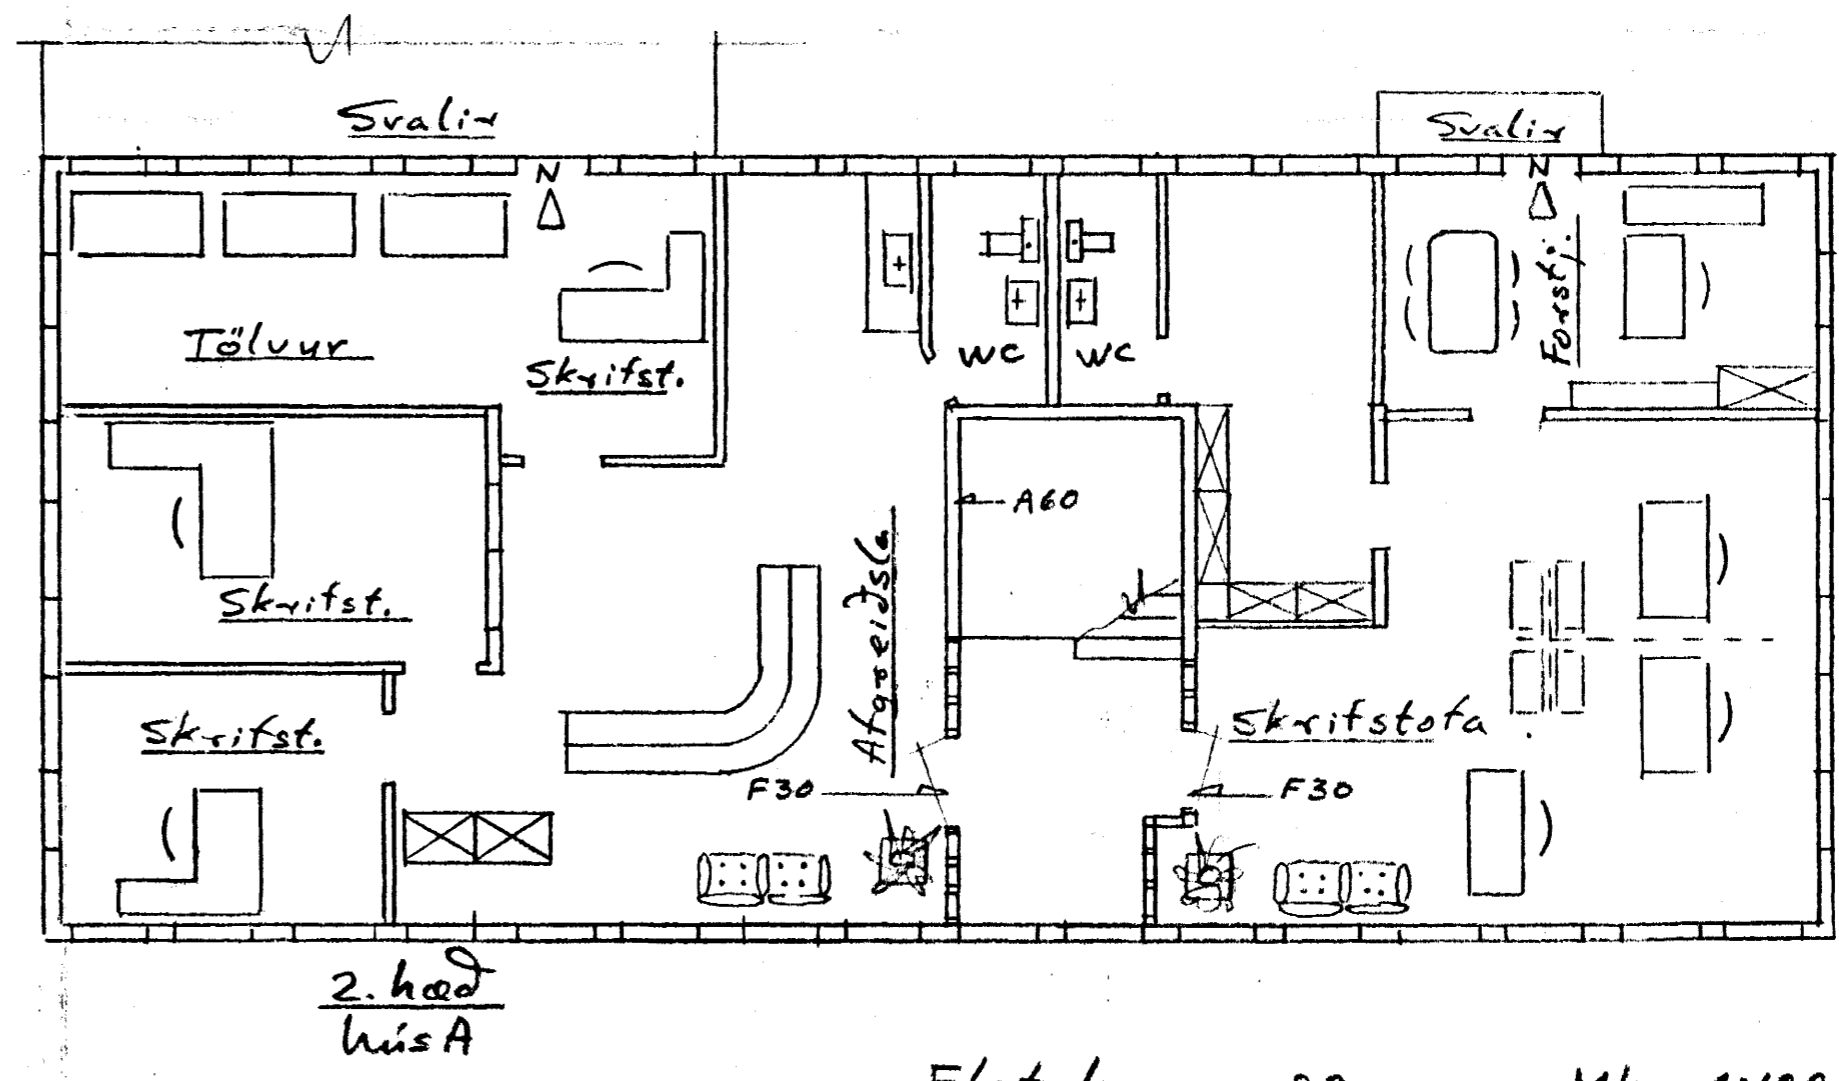 Svalir
Svalir
N
N
Tölvur
Skrifst.
WC
WC
Forstj.
A60
Skrifst.
Afgreiðsla
Skrifst.
Skrifstofa
F30
F30
2. hæð
hús A